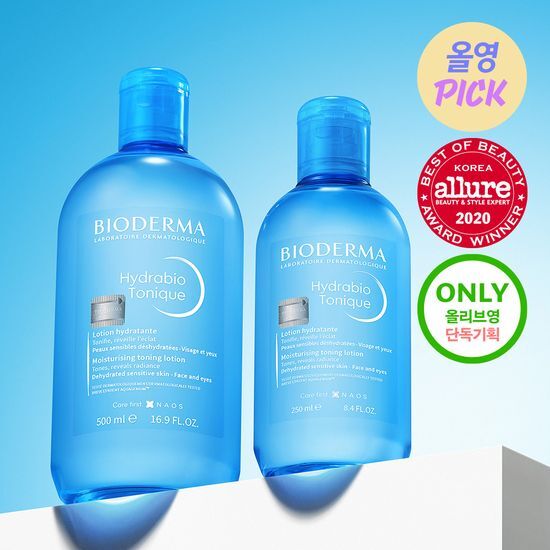 올영
PICK
BEST OF BEAUTY
KOREA
allure
BEAUTY & STYLE EXPERT
2020
AWARD WINNER
ONLY
올리브영
단독기획
BIODERMA
LABORATOIRE DERMATOLOGIQUE
Hydrabio
Tonique
Lotion hydratante
Tonifie, réveille l'éclat
Peaux sensibles déshydratées - Visage et yeux
Moisturising toning lotion
Tones, reveals radiance
Dehydrated sensitive skin - Face and eyes
Care first. NAOS
500 ml e 16.9 FL.OZ.
BIODERMA
LABORATOIRE DERMATOLOGIQUE
Hydrabio
Tonique
Lotion hydratante
Tonifie, réveille l'éclat
Peaux sensibles déshydratées - Visage et yeux
Moisturising toning lotion
Tones, reveals radiance
Dehydrated sensitive skin - Face and eyes
Care first. NAOS
250 ml e 8.4 FL.OZ.